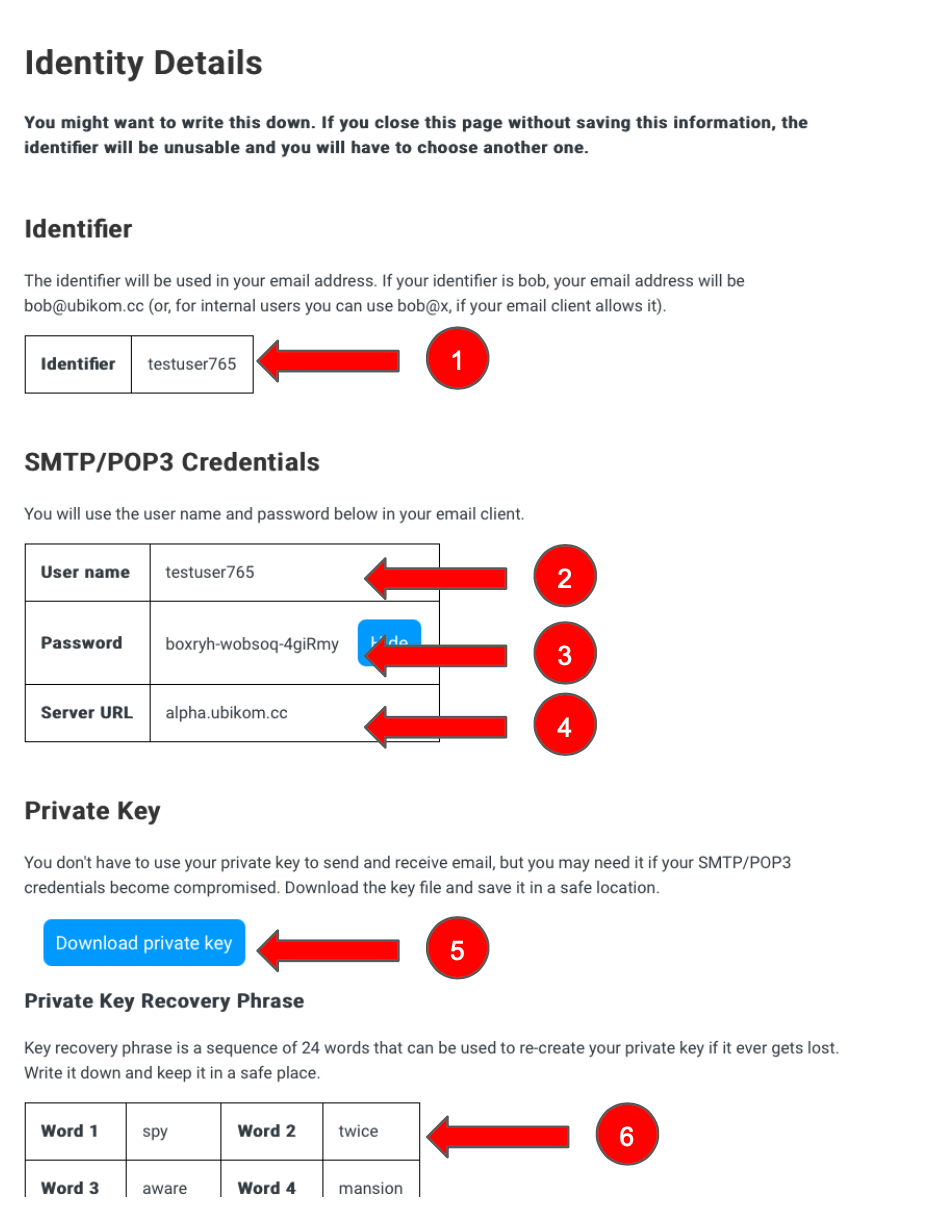 Identity Details
You might want to write this down. If you close this page without saving this information, the
identifier will be unusable and you will have to choose another one.
Identifier
The identifier will be used in your email address. If your identifier is bob, your email address will be
bob@ubikom.cc (or, for internal users you can use bob@x, if your email client allows it).
Identifier testuser765 1
SMTP/POP3 Credentials
You will use the user name and password below in your email client.
User name testuser765 2
Password boxryh-wobsoq-4giRmy Hide 3
Server URL alpha.ubikom.cc 4
Private Key
You don't have to use your private key to send and receive email, but you may need it if your SMTP/POP3
credentials become compromised. Download the key file and save it in a safe location.
Download private key 5
Private Key Recovery Phrase
Key recovery phrase is a sequence of 24 words that can be used to re-create your private key if it ever gets lost.
Write it down and keep it in a safe place.
Word 1 spy Word 2 twice 6
Word 3 aware Word 4 mansion